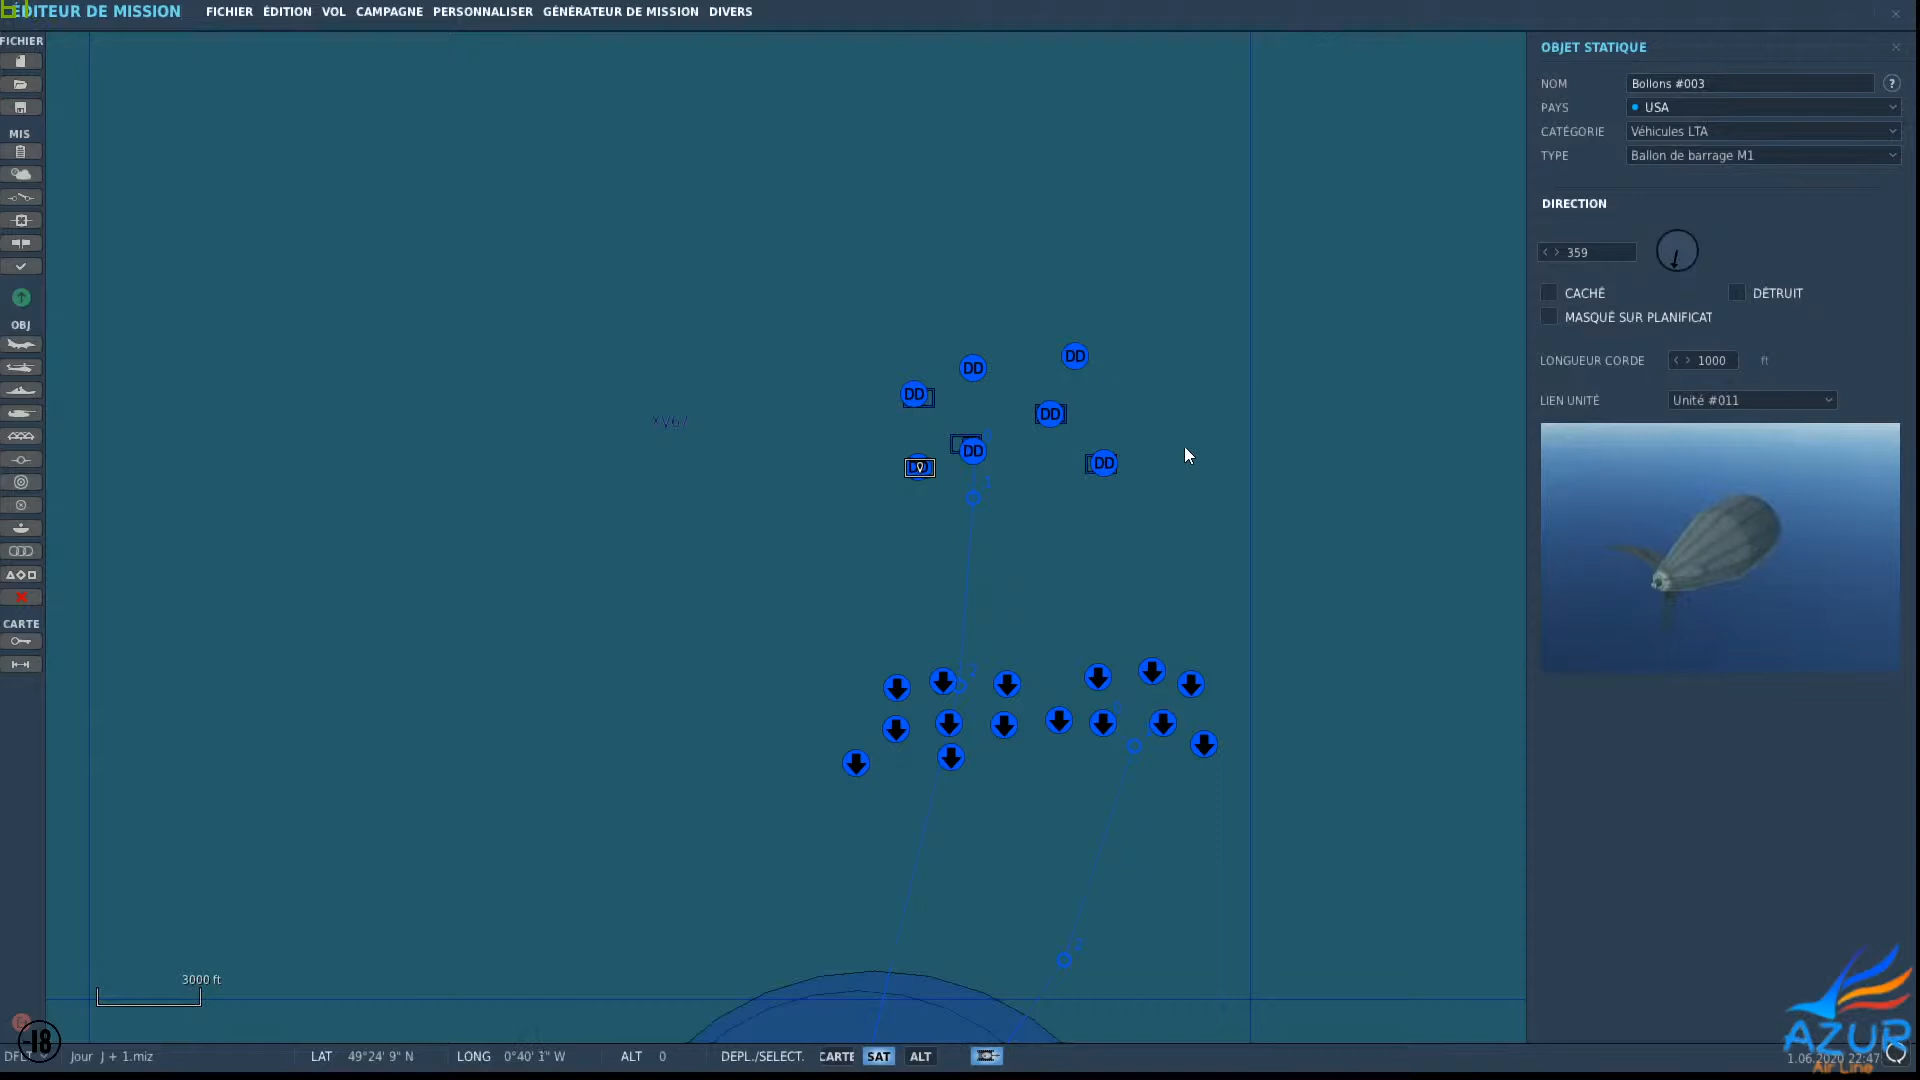 ÉDITEUR DE MISSION
FICHIER ÉDITION VOL CAMPAGNE PERSONNALISER GÉNÉRATEUR DE MISSION DIVERS
FICHIER
MIS
OBJ
CARTE
OBJET STATIQUE
NOM Bollons #003 ?
PAYS USA
CATÉGORIE Véhicules LTA
TYPE Ballon de barrage M1
DIRECTION
359
CACHÉ DÉTRUIT
MASQUÉ SUR PLANIFICAT
LONGUEUR CORDE 1000 ft
LIEN UNITÉ Unité #011
DD
DD
DD
DD
DD
DD
3000 ft
-18
Jour J + 1.miz
LAT 49°24' 9" N LONG 0°40' 1" W ALT 0 DEPL./SELECT. CARTE SAT ALT
AZUR
Air Line
1.06.2020 22:47